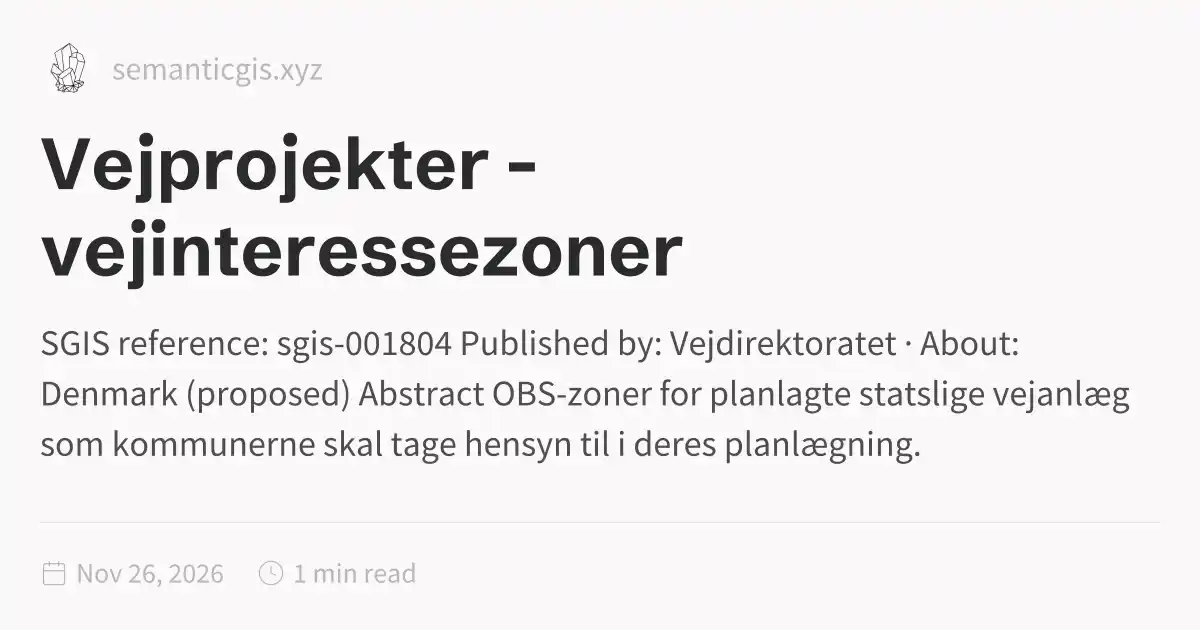 semanticgis.xyz
Vejprojekter -
vejinteressezoner
SGIS reference: sgis-001804 Published by: Vejdirektoratet · About:
Denmark (proposed) Abstract OBS-zoner for planlagte statslige vejanlæg
som kommunerne skal tage hensyn til i deres planlægning.
Nov 26, 2026 1 min read